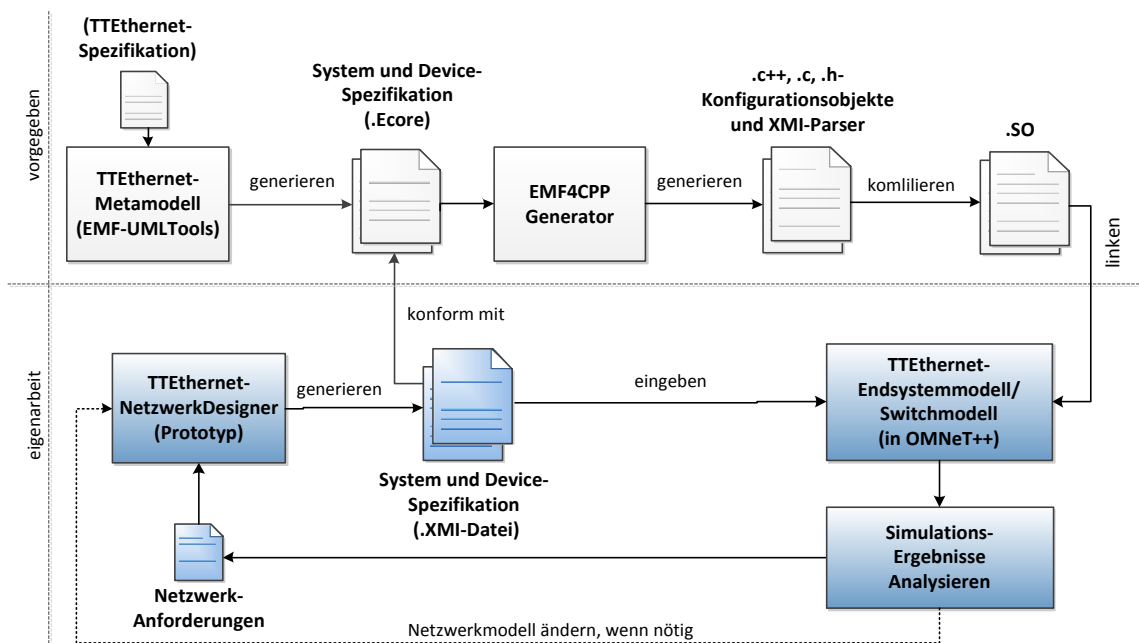 (TTEthernet-
Spezifikation)
System und Device-
Spezifikation
(.Ecore)
.c++, .c, .h-
Konfigurationsobjekte
und XMI-Parser
.SO
vorgegeben
TTEthernet-
Metamodell
(EMF-UMLTools)
generieren
EMF4CPP
Generator
generieren
komlilieren
linken
konform mit
eigenarbeit
TTEthernet-
NetzwerkDesigner
(Prototyp)
generieren
eingeben
TTEthernet-
Endsystemmodell/
Switchmodell
(in OMNeT++)
System und Device-
Spezifikation
(.XMI-Datei)
Netzwerk-
Anforderungen
Simulations-
Ergebnisse
Analysieren
Netzwerkmodell ändern, wenn nötig